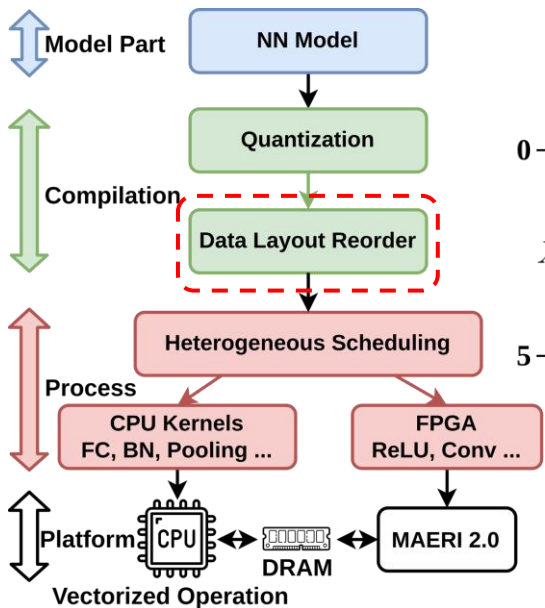 Model Part
NN Model
Quantization
0
Compilation
Data Layout Reorder
Heterogeneous Scheduling
5
Process
CPU Kernels
FC, BN, Pooling ...
FPGA
ReLU, Conv ...
Platform
CPU
DRAM
MAERI 2.0
Vectorized Operation